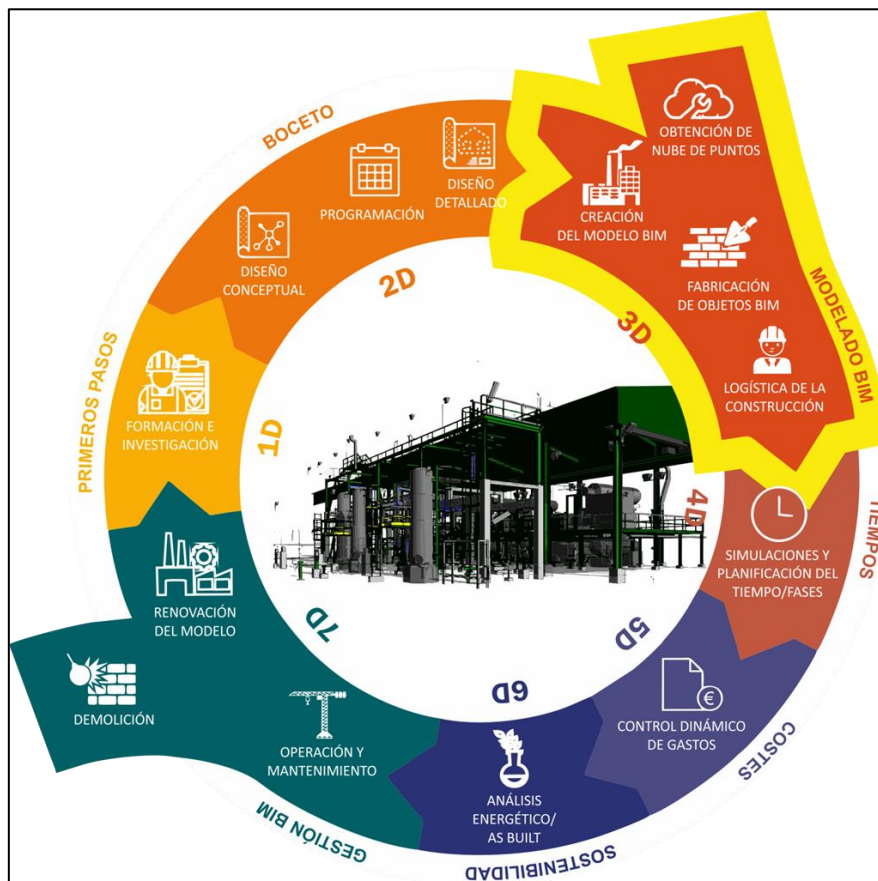 PRIMEROS PASOS
1D
FORMACIÓN E
INVESTIGACIÓN
BOCETO
2D
DISEÑO
CONCEPTUAL
PROGRAMACIÓN
DISEÑO
DETALLADO
MODELADO BIM
3D
OBTENCIÓN DE
NUBE DE PUNTOS
CREACIÓN
DEL MODELO BIM
FABRICACIÓN
DE OBJETOS BIM
LOGÍSTICA DE LA
CONSTRUCCIÓN
TIEMPOS
4D
SIMULACIONES Y
PLANIFICACIÓN DEL
TIEMPO/FASES
COSTES
5D
CONTROL DINÁMICO
DE GASTOS
SOSTENIBILIDAD
6D
ANÁLISIS
ENERGÉTICO/
AS BUILT
GESTIÓN BIM
7D
OPERACIÓN Y
MANTENIMIENTO
RENOVACIÓN
DEL MODELO
DEMOLICIÓN